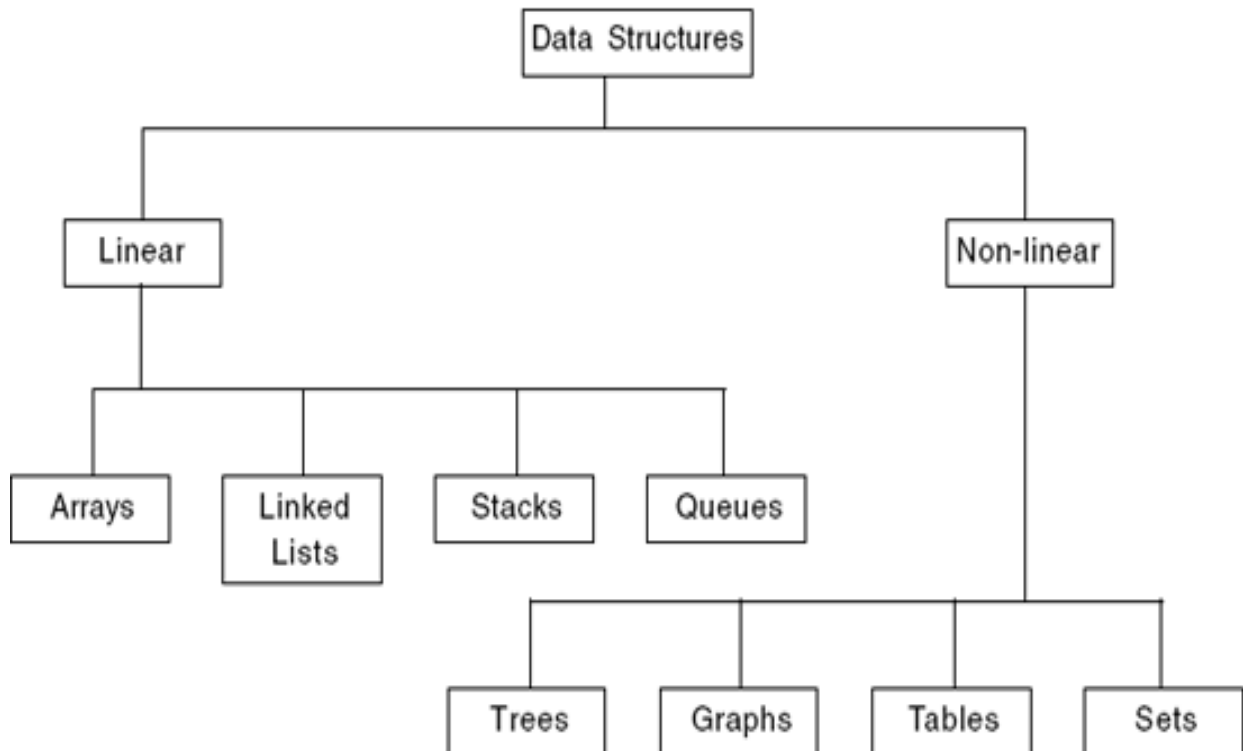 Data Structures
Linear
Non-linear
Arrays
Linked
Lists
Stacks
Queues
Trees
Graphs
Tables
Sets